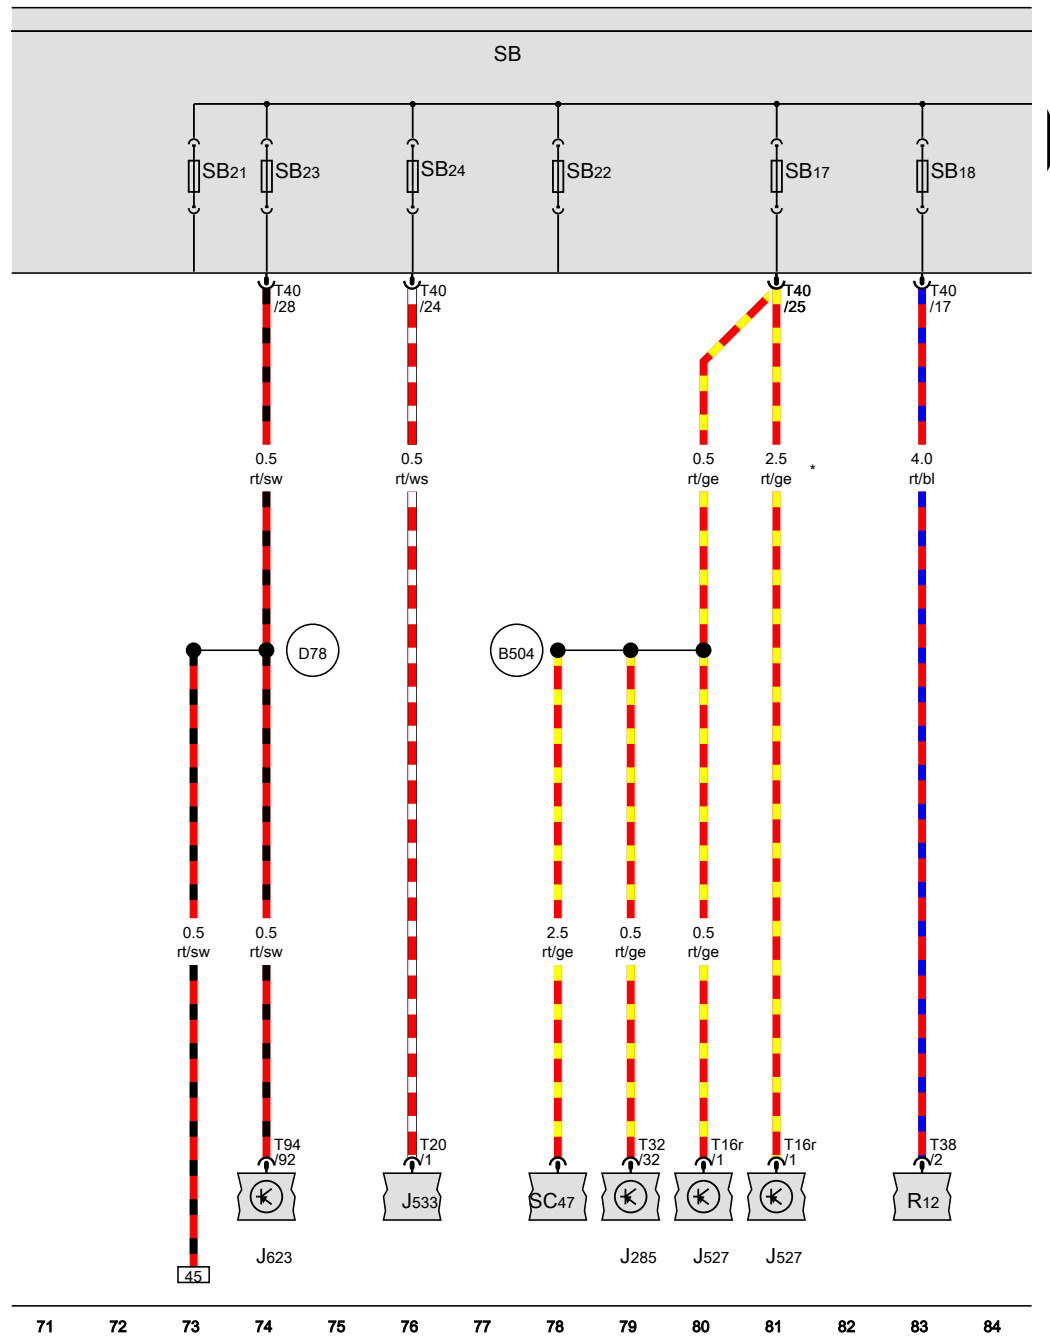 SB
SB21 SB23 SB24 SB22 SB17 SB18
T40 T40 T40 T40
/28 /24 /25 /17
0.5 0.5 0.5 2.5 4.0
rt/sw rt/ws rt/ge rt/ge * rt/bl
D78 B504
0.5 0.5 2.5 0.5 0.5
rt/sw rt/sw rt/ge rt/ge rt/ge
T94 T20 T32 T16r T16r T38
/92 /1 /32 /1 /1 /2
J533 SC47 R12
J623 J285 J527 J527
45
71 72 73 74 75 76 77 78 79 80 81 82 83 84